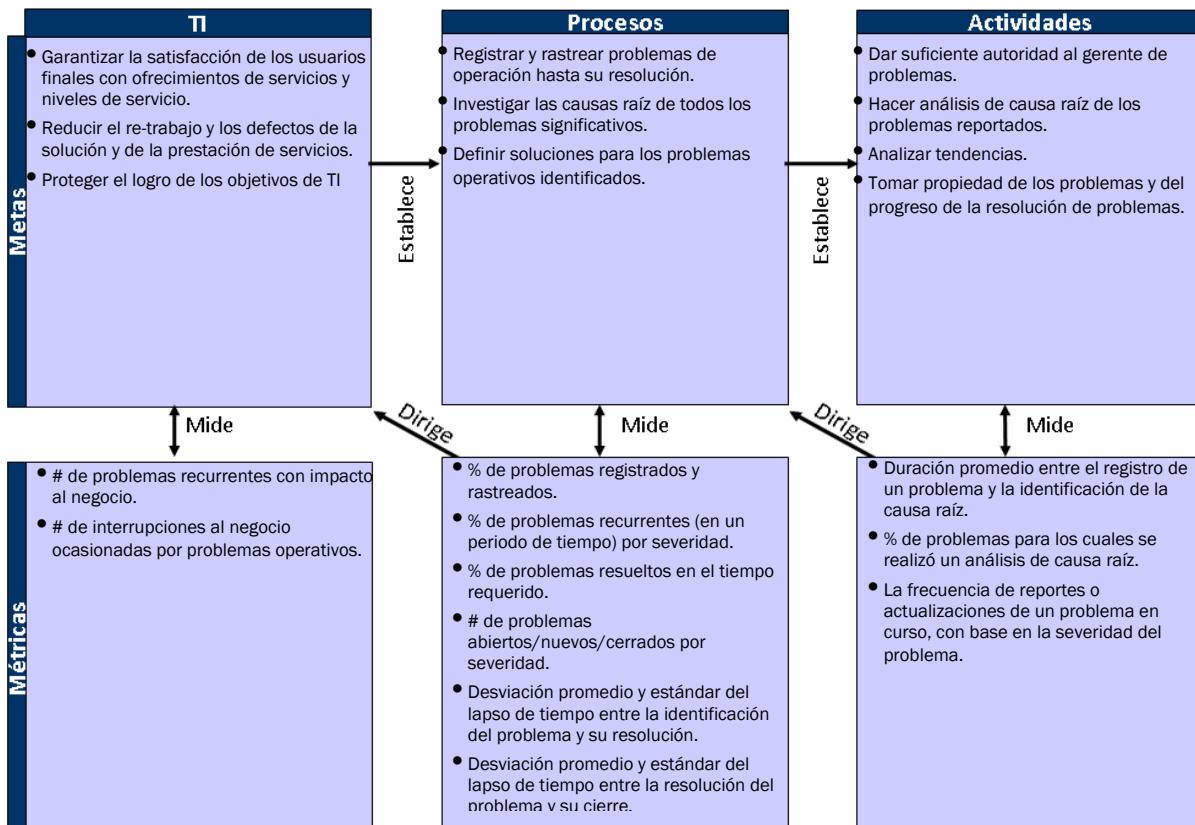 TI
Procesos
Actividades
Metas
• Garantizar la satisfacción de los usuarios
finales con ofrecimientos de servicios y
niveles de servicio.
• Reducir el re-trabajo y los defectos de la
solución y de la prestación de servicios.
• Proteger el logro de los objetivos de TI
Establece
• Registrar y rastrear problemas de
operación hasta su resolución.
• Investigar las causas raíz de todos los
problemas significativos.
• Definir soluciones para los problemas
operativos identificados.
Establece
• Dar suficiente autoridad al gerente de
problemas.
• Hacer análisis de causa raíz de los
problemas reportados.
• Analizar tendencias.
• Tomar propiedad de los problemas y del
progreso de la resolución de problemas.
Mide
Dirige
Mide
Dirige
Mide
Métricas
• # de problemas recurrentes con impacto
al negocio.
• # de interrupciones al negocio
ocasionadas por problemas operativos.
• % de problemas registrados y
rastreados.
• % de problemas recurrentes (en un
periodo de tiempo) por severidad.
• % de problemas resueltos en el tiempo
requerido.
• # de problemas
abiertos/nuevos/cerrados por
severidad.
• Desviación promedio y estándar del
lapso de tiempo entre la identificación
del problema y su resolución.
• Desviación promedio y estándar del
lapso de tiempo entre la resolución del
problema y su cierre.
• Duración promedio entre el registro de
un problema y la identificación de la
causa raíz.
• % de problemas para los cuales se
realizó un análisis de causa raíz.
• La frecuencia de reportes o
actualizaciones de un problema en
curso, con base en la severidad del
problema.